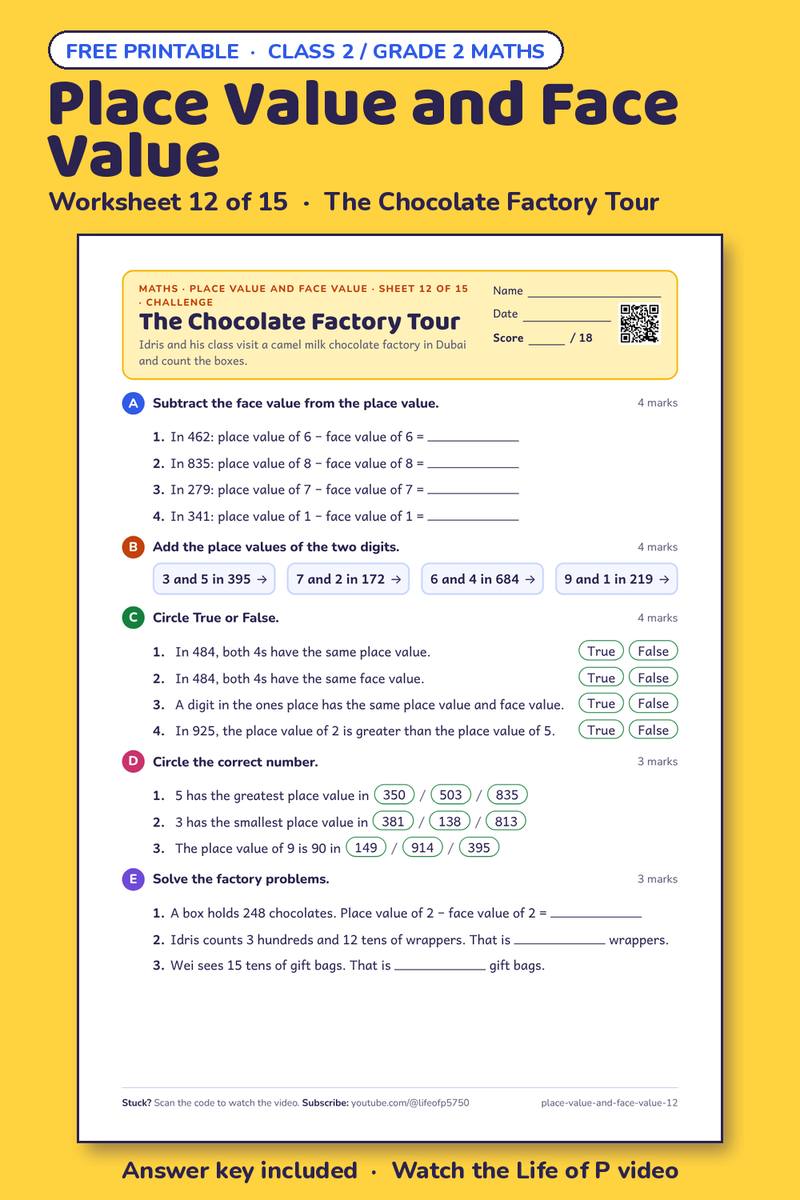 FREE PRINTABLE · CLASS 2 / GRADE 2 MATHS
Place Value and Face
Value
Worksheet 12 of 15 · The Chocolate Factory Tour
MATHS · PLACE VALUE AND FACE VALUE · SHEET 12 OF 15
· CHALLENGE
The Chocolate Factory Tour
Idris and his class visit a camel milk chocolate factory in Dubai
and count the boxes.
Name ____
Date ____
Score ____ / 18
A Subtract the face value from the place value. 4 marks
1. In 462: place value of 6 − face value of 6 = ____
2. In 835: place value of 8 − face value of 8 = ____
3. In 279: place value of 7 − face value of 7 = ____
4. In 341: place value of 1 − face value of 1 = ____
B Add the place values of the two digits. 4 marks
3 and 5 in 395 → 7 and 2 in 172 → 6 and 4 in 684 → 9 and 1 in 219 →
C Circle True or False. 4 marks
1. In 484, both 4s have the same place value. True False
2. In 484, both 4s have the same face value. True False
3. A digit in the ones place has the same place value and face value. True False
4. In 925, the place value of 2 is greater than the place value of 5. True False
D Circle the correct number. 3 marks
1. 5 has the greatest place value in 350 / 503 / 835
2. 3 has the smallest place value in 381 / 138 / 813
3. The place value of 9 is 90 in 149 / 914 / 395
E Solve the factory problems. 3 marks
1. A box holds 248 chocolates. Place value of 2 − face value of 2 = ____
2. Idris counts 3 hundreds and 12 tens of wrappers. That is ____ wrappers.
3. Wei sees 15 tens of gift bags. That is ____ gift bags.
Stuck? Scan the code to watch the video. Subscribe: youtube.com/@lifeofp5750 place-value-and-face-value-12
Answer key included · Watch the Life of P video